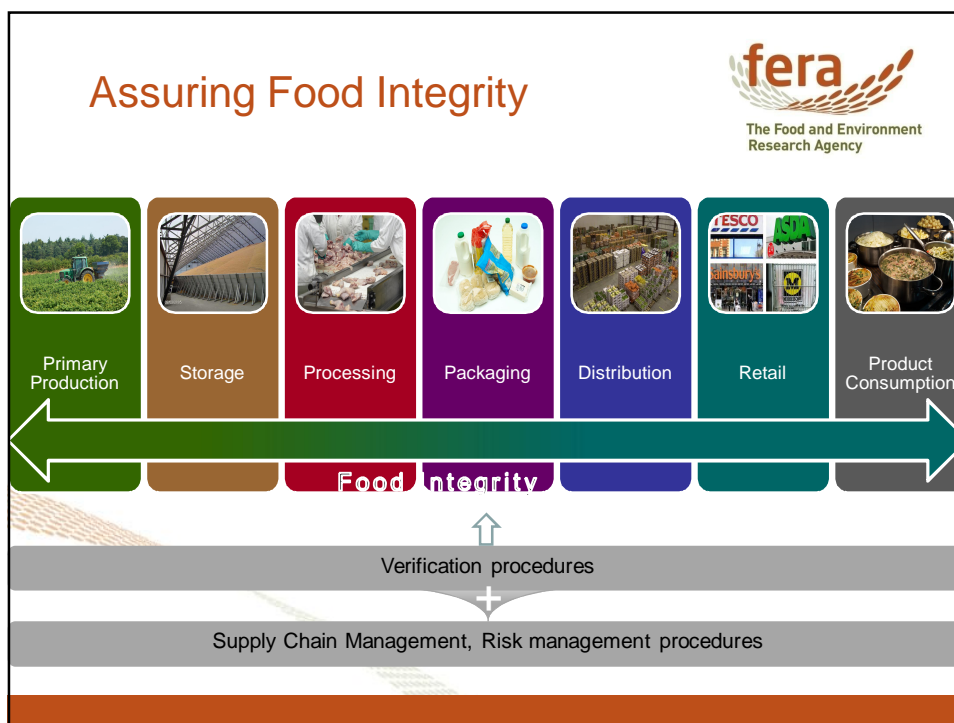 Assuring Food Integrity
fera
The Food and Environment
Research Agency
TESCO
ASDA
Sainsbury's
Primary
Production
Storage
Processing
Packaging
Distribution
Retail
Product
Consumption
Food Integrity
Verification procedures
+
Supply Chain Management, Risk management procedures